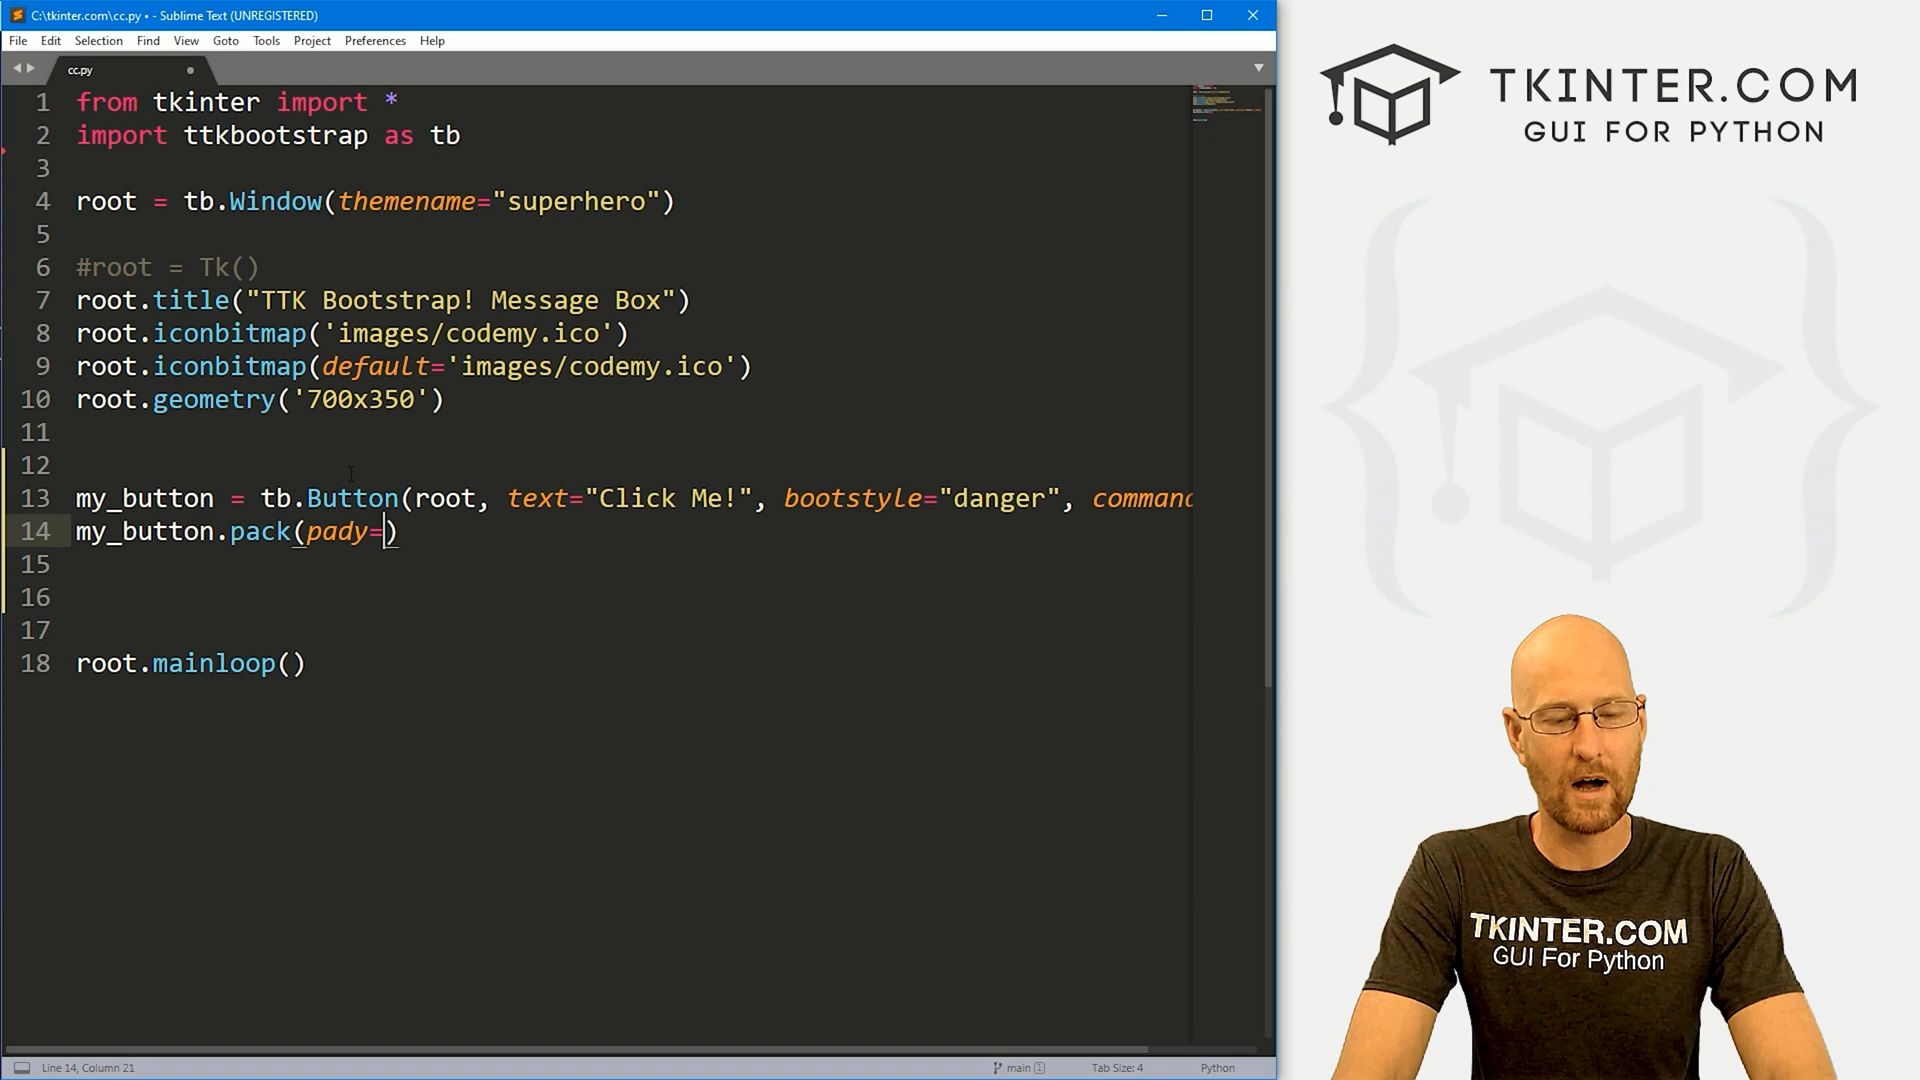 C:\tkinter.com\cc.py • - Sublime Text (UNREGISTERED)
File Edit Selection Find View Goto Tools Project Preferences Help
cc.py
1 from tkinter import *
2 import ttkbootstrap as tb
3
4 root = tb.Window(themename="superhero")
5
6 #root = Tk()
7 root.title("TTK Bootstrap! Message Box")
8 root.iconbitmap('images/codemy.ico')
9 root.iconbitmap(default='images/codemy.ico')
10 root.geometry('700x350')
11
12
13 my_button = tb.Button(root, text="Click Me!", bootstyle="danger", command
14 my_button.pack(pady=)
15
16
17
18 root.mainloop()
Line 14, Column 21
main 1
Tab Size: 4
Python
TKINTER.COM
GUI FOR PYTHON
TKINTER.COM
GUI For Python